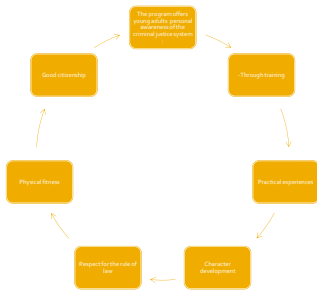 The program offers
young adults personal
awareness of the
criminal justice system
:
- Through training
Practical experiences
Character
development
Respect for the rule of
law
Physical fitness
Good citizenship